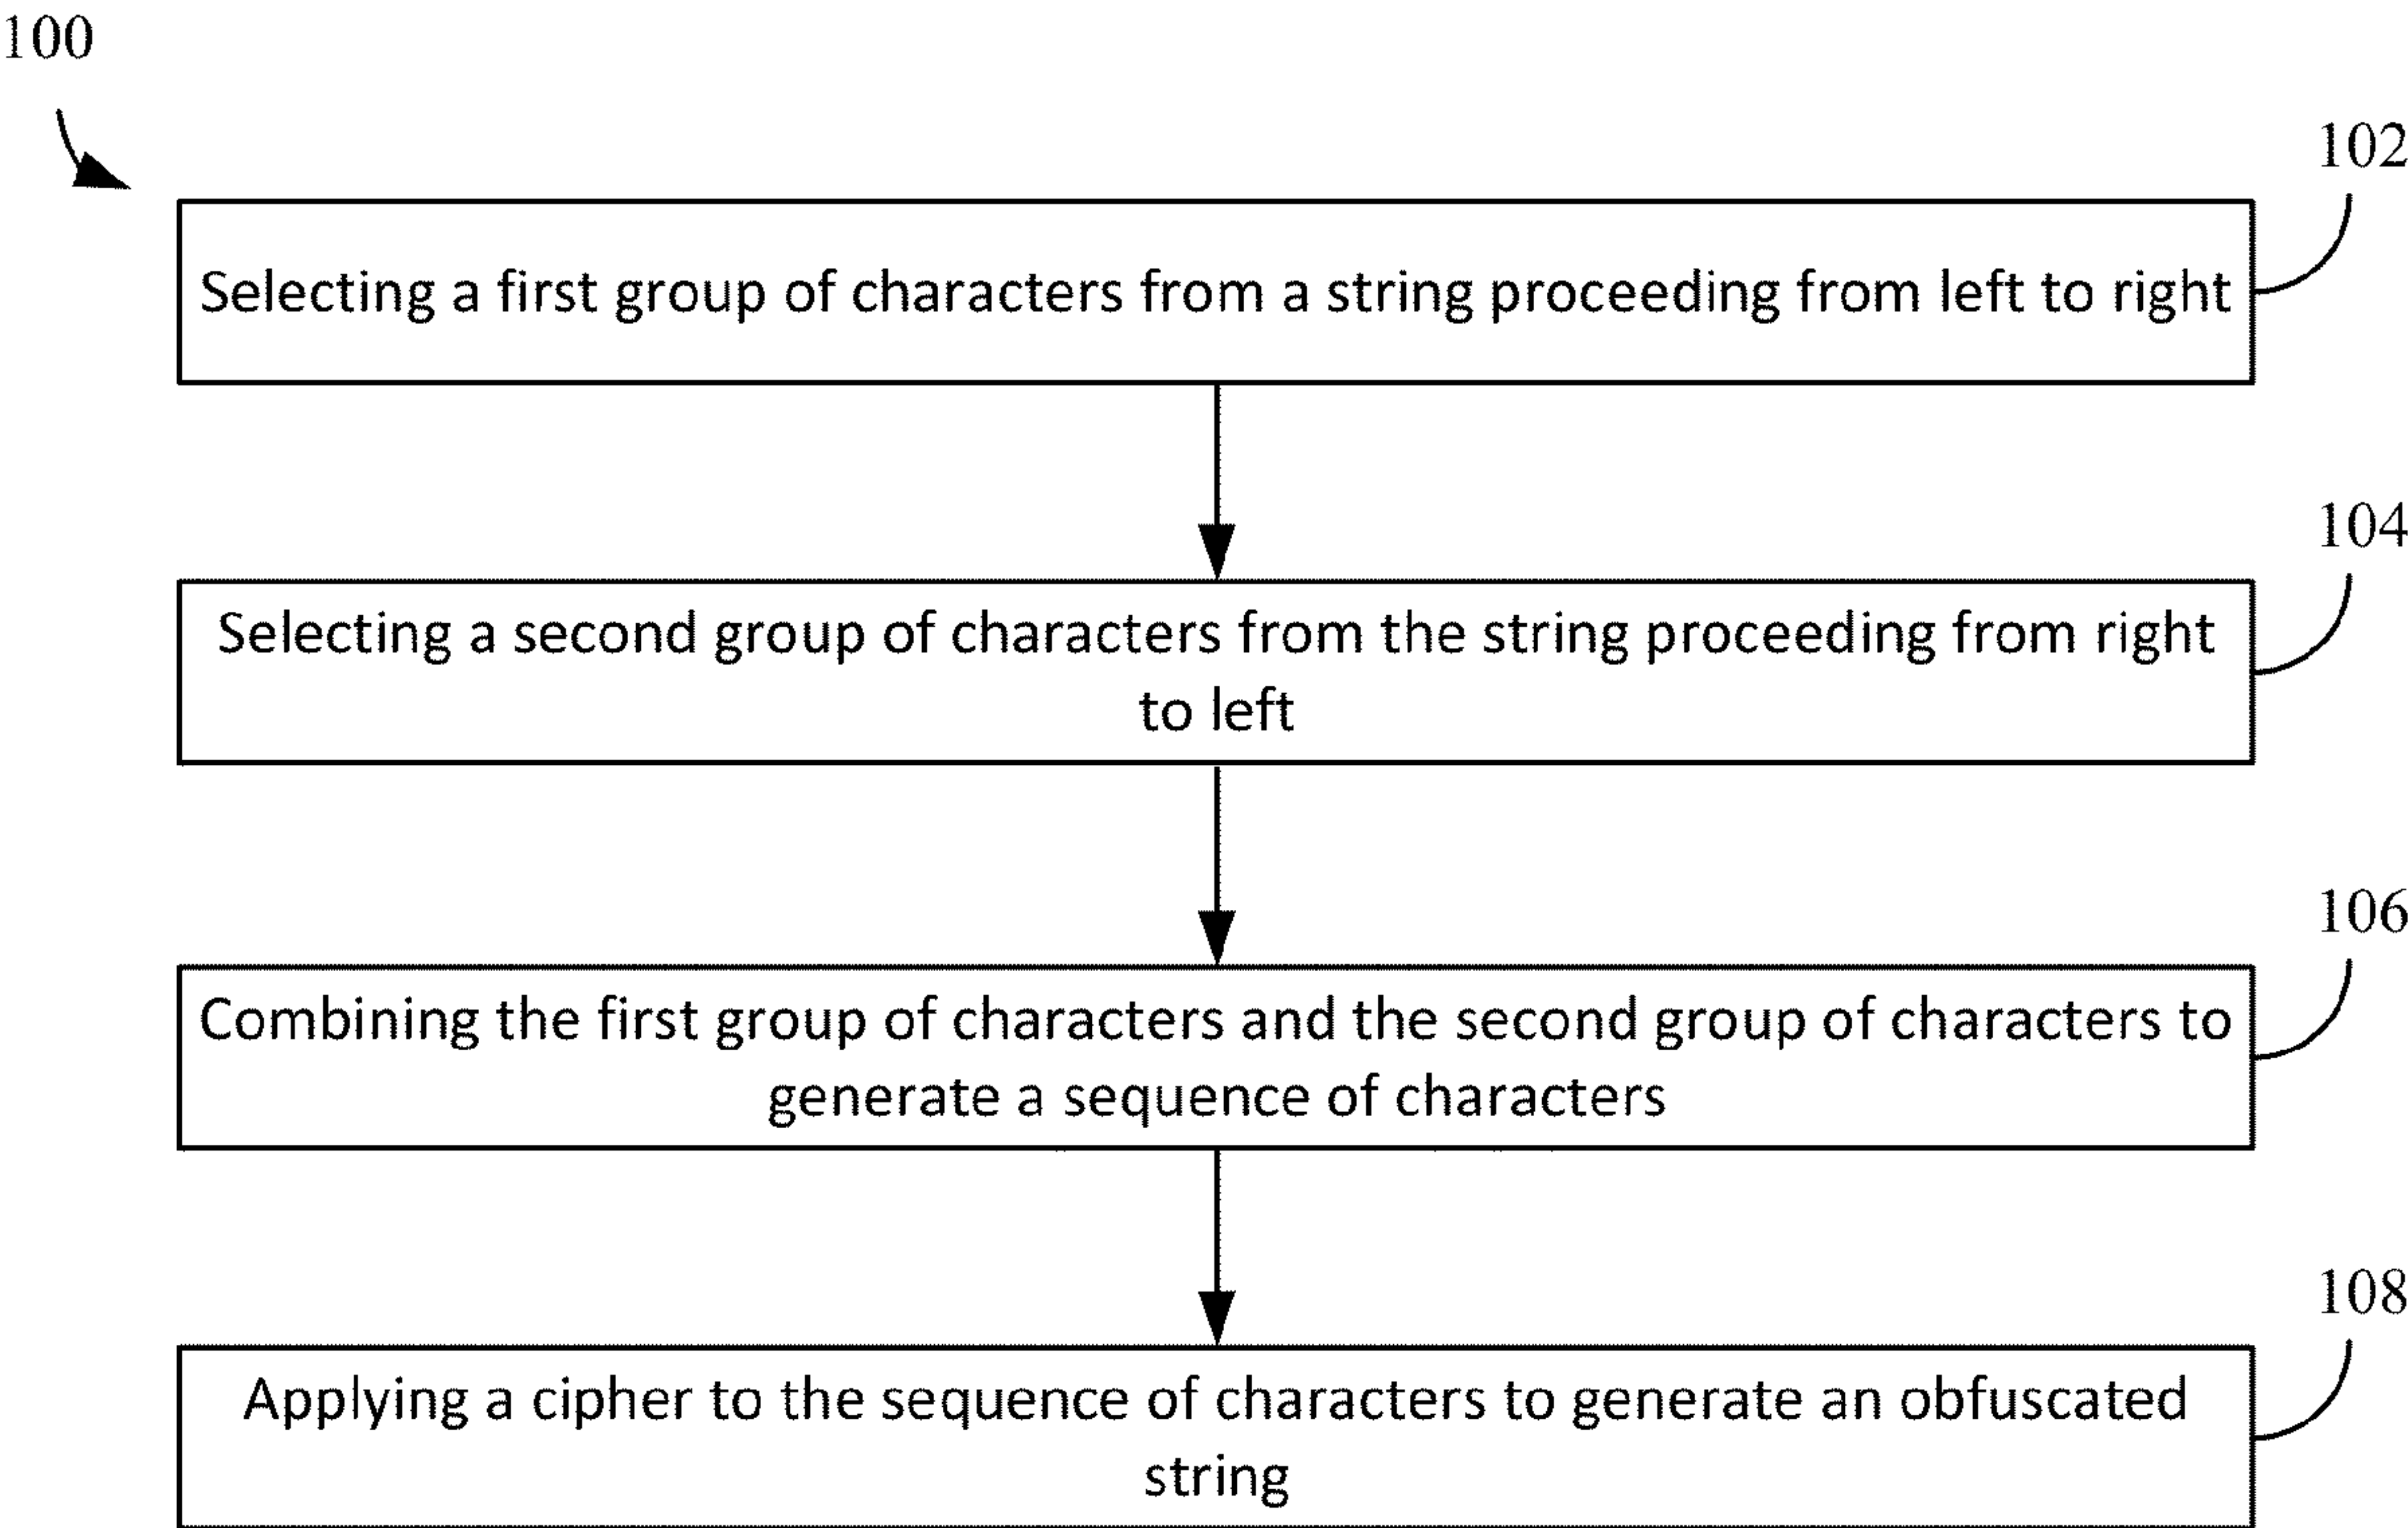 100
102
Selecting a first group of characters from a string proceeding from left to right
104
Selecting a second group of characters from the string proceeding from right
to left
106
Combining the first group of characters and the second group of characters to
generate a sequence of characters
108
Applying a cipher to the sequence of characters to generate an obfuscated
string